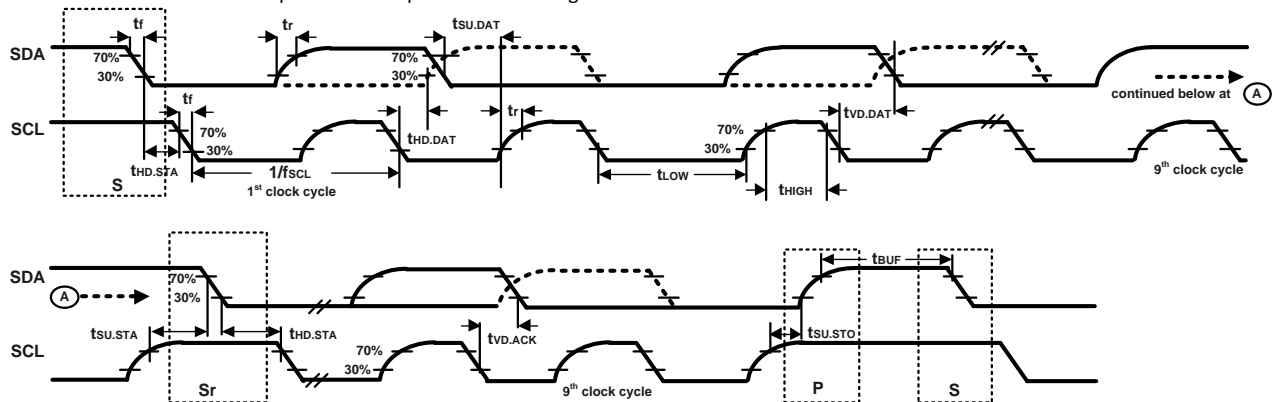 tf
tr
tSU.DAT
SDA
70%
30%
70%
30%
continued below at A
tf
tHD.DAT
tr
tVD.DAT
SCL
70%
30%
70%
30%
tHD.STA
1/fSCL
1st clock cycle
tLOW
tHIGH
9th clock cycle
S
SDA
70%
30%
A
tBUF
tSU.STA
tHD.STA
tVD.ACK
tSU.STO
SCL
70%
30%
Sr
9th clock cycle
P
S